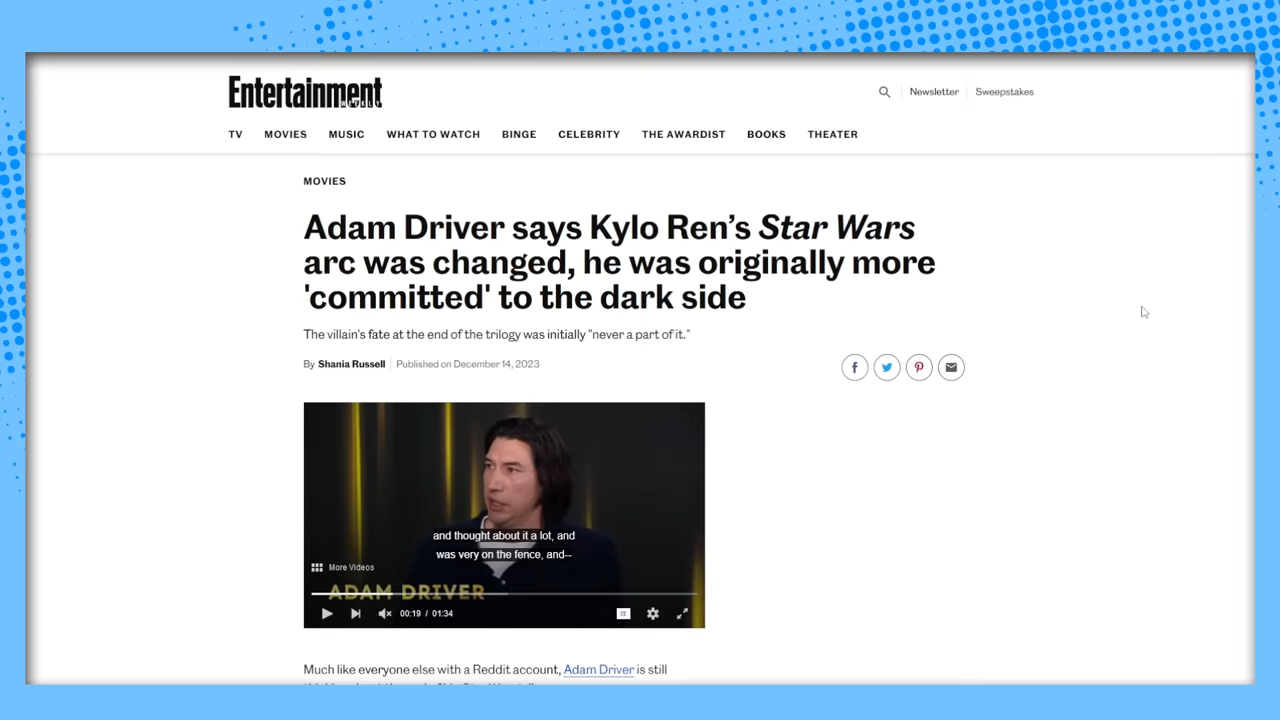 Entertainment
WEEKLY
Newsletter
Sweepstakes
TV MOVIES MUSIC WHAT TO WATCH BINGE CELEBRITY THE AWARDIST BOOKS THEATER
MOVIES
Adam Driver says Kylo Ren's Star Wars
arc was changed, he was originally more
'committed' to the dark side
The villain's fate at the end of the trilogy was initially "never a part of it."
By Shania Russell Published on December 14, 2023
and thought about it a lot, and
was very on the fence, and--
More Videos
ADAM DRIVER
00:19 / 01:34
CC
Much like everyone else with a Reddit account, Adam Driver is still